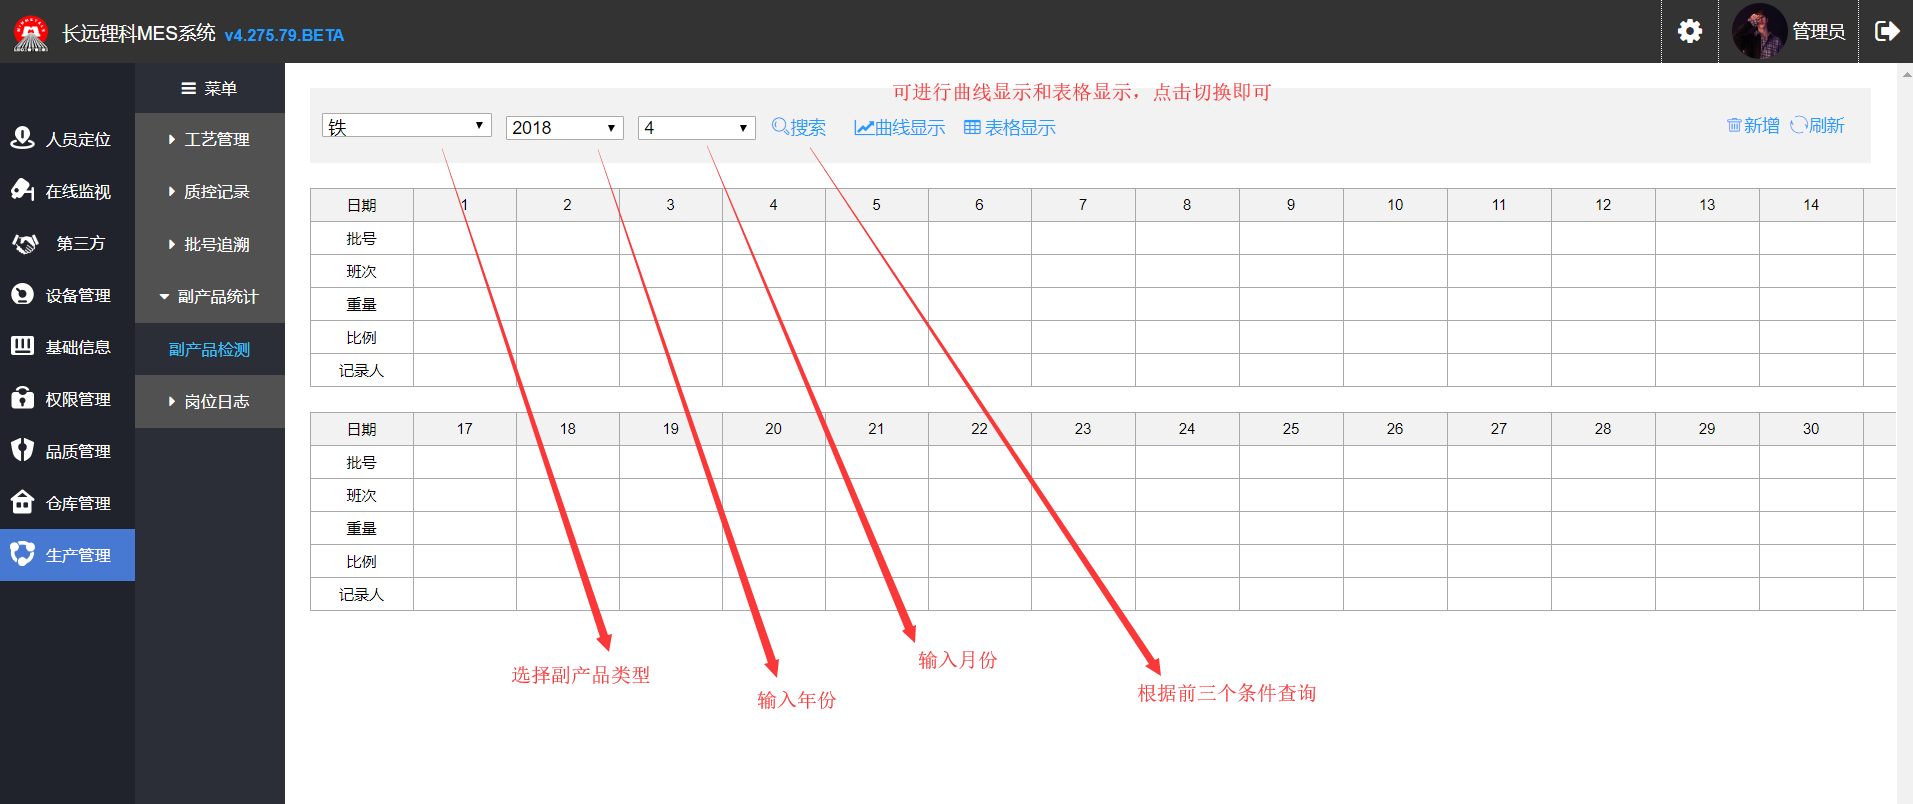 长远锂科MES系统 v4.275.79.BETA
管理员
人员定位
在线监视
第三方
设备管理
基础信息
权限管理
品质管理
仓库管理
生产管理
菜单
工艺管理
质控记录
批号追溯
副产品统计
副产品检测
岗位日志
可进行曲线显示和表格显示，点击切换即可
铁 2018 4 搜索 曲线显示 表格显示 新增 刷新
日期 1 2 3 4 5 6 7 8 9 10 11 12 13 14
批号
班次
重量
比例
记录人
日期 17 18 19 20 21 22 23 24 25 26 27 28 29 30
批号
班次
重量
比例
记录人
选择副产品类型
输入年份
输入月份
根据前三个条件查询